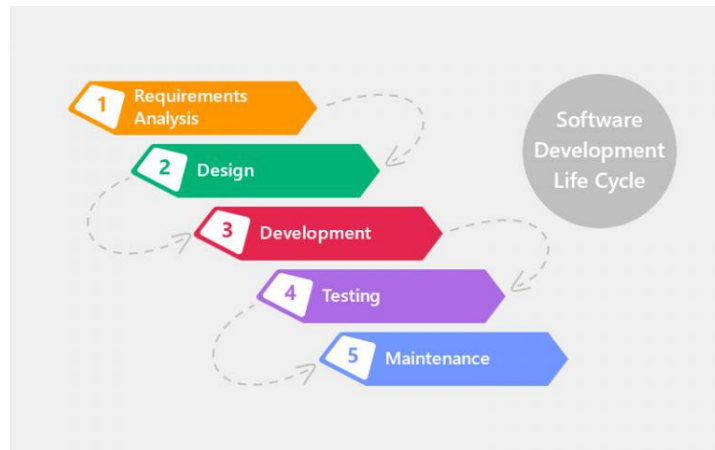 1
Requirements
Analysis
2
Design
3
Development
4
Testing
5
Maintenance
Software
Development
Life Cycle